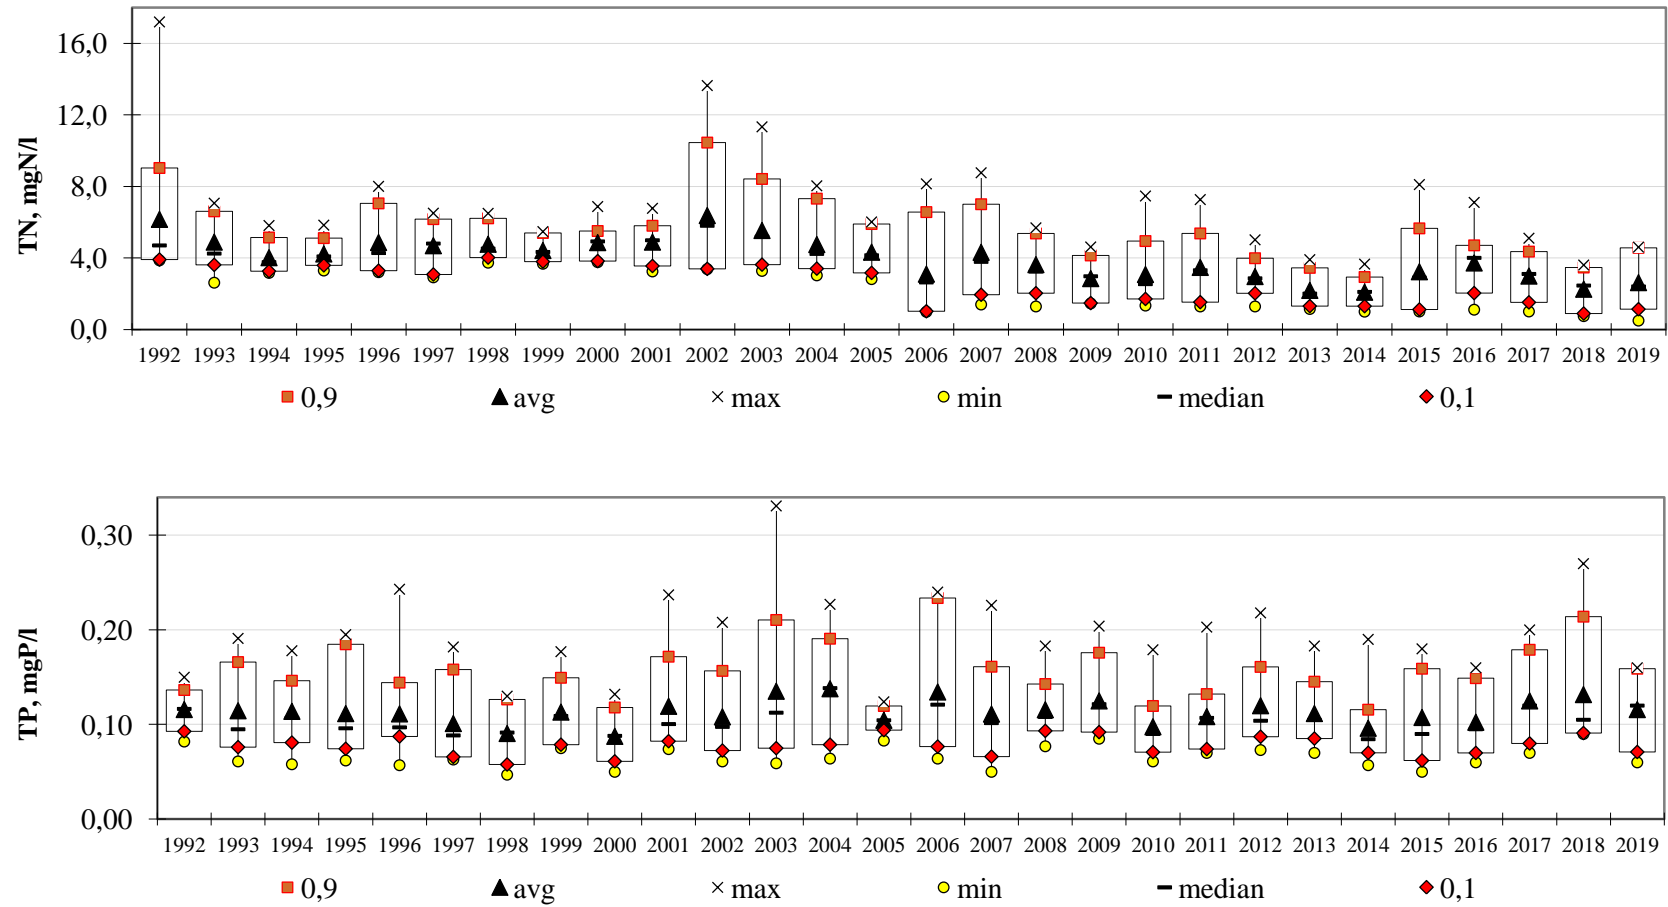 TN, mgN/l
16,0
12,0
8,0
4,0
0,0
1992 1993 1994 1995 1996 1997 1998 1999 2000 2001 2002 2003 2004 2005 2006 2007 2008 2009 2010 2011 2012 2013 2014 2015 2016 2017 2018 2019
0,9 avg max min median 0,1
TP, mgP/l
0,30
0,20
0,10
0,00
1992 1993 1994 1995 1996 1997 1998 1999 2000 2001 2002 2003 2004 2005 2006 2007 2008 2009 2010 2011 2012 2013 2014 2015 2016 2017 2018 2019
0,9 avg max min median 0,1